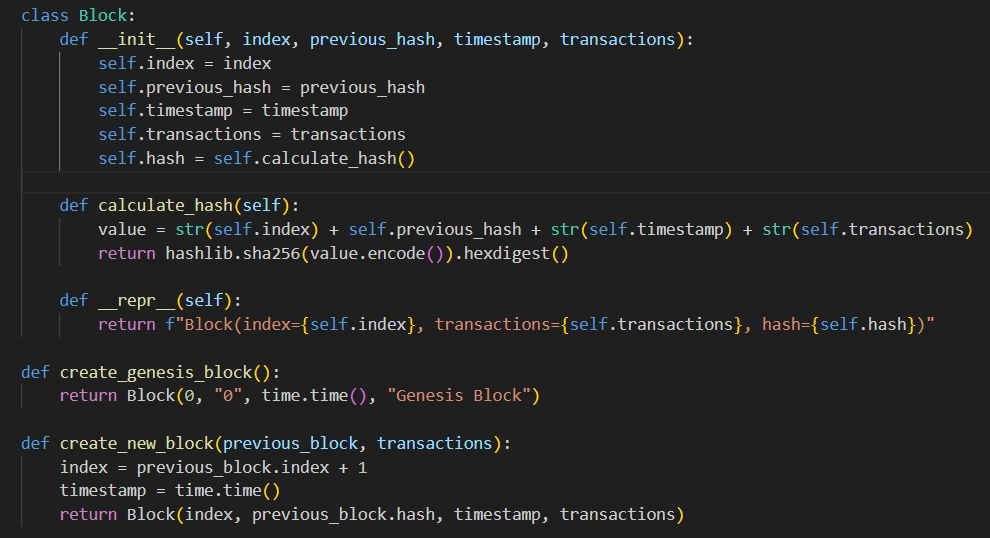 class Block:
    def __init__(self, index, previous_hash, timestamp, transactions):
        self.index = index
        self.previous_hash = previous_hash
        self.timestamp = timestamp
        self.transactions = transactions
        self.hash = self.calculate_hash()
    def calculate_hash(self):
        value = str(self.index) + self.previous_hash + str(self.timestamp) + str(self.transactions)
        return hashlib.sha256(value.encode()).hexdigest()
    def __repr__(self):
        return f"Block(index={self.index}, transactions={self.transactions}, hash={self.hash})"
def create_genesis_block():
    return Block(0, "0", time.time(), "Genesis Block")
def create_new_block(previous_block, transactions):
    index = previous_block.index + 1
    timestamp = time.time()
    return Block(index, previous_block.hash, timestamp, transactions)